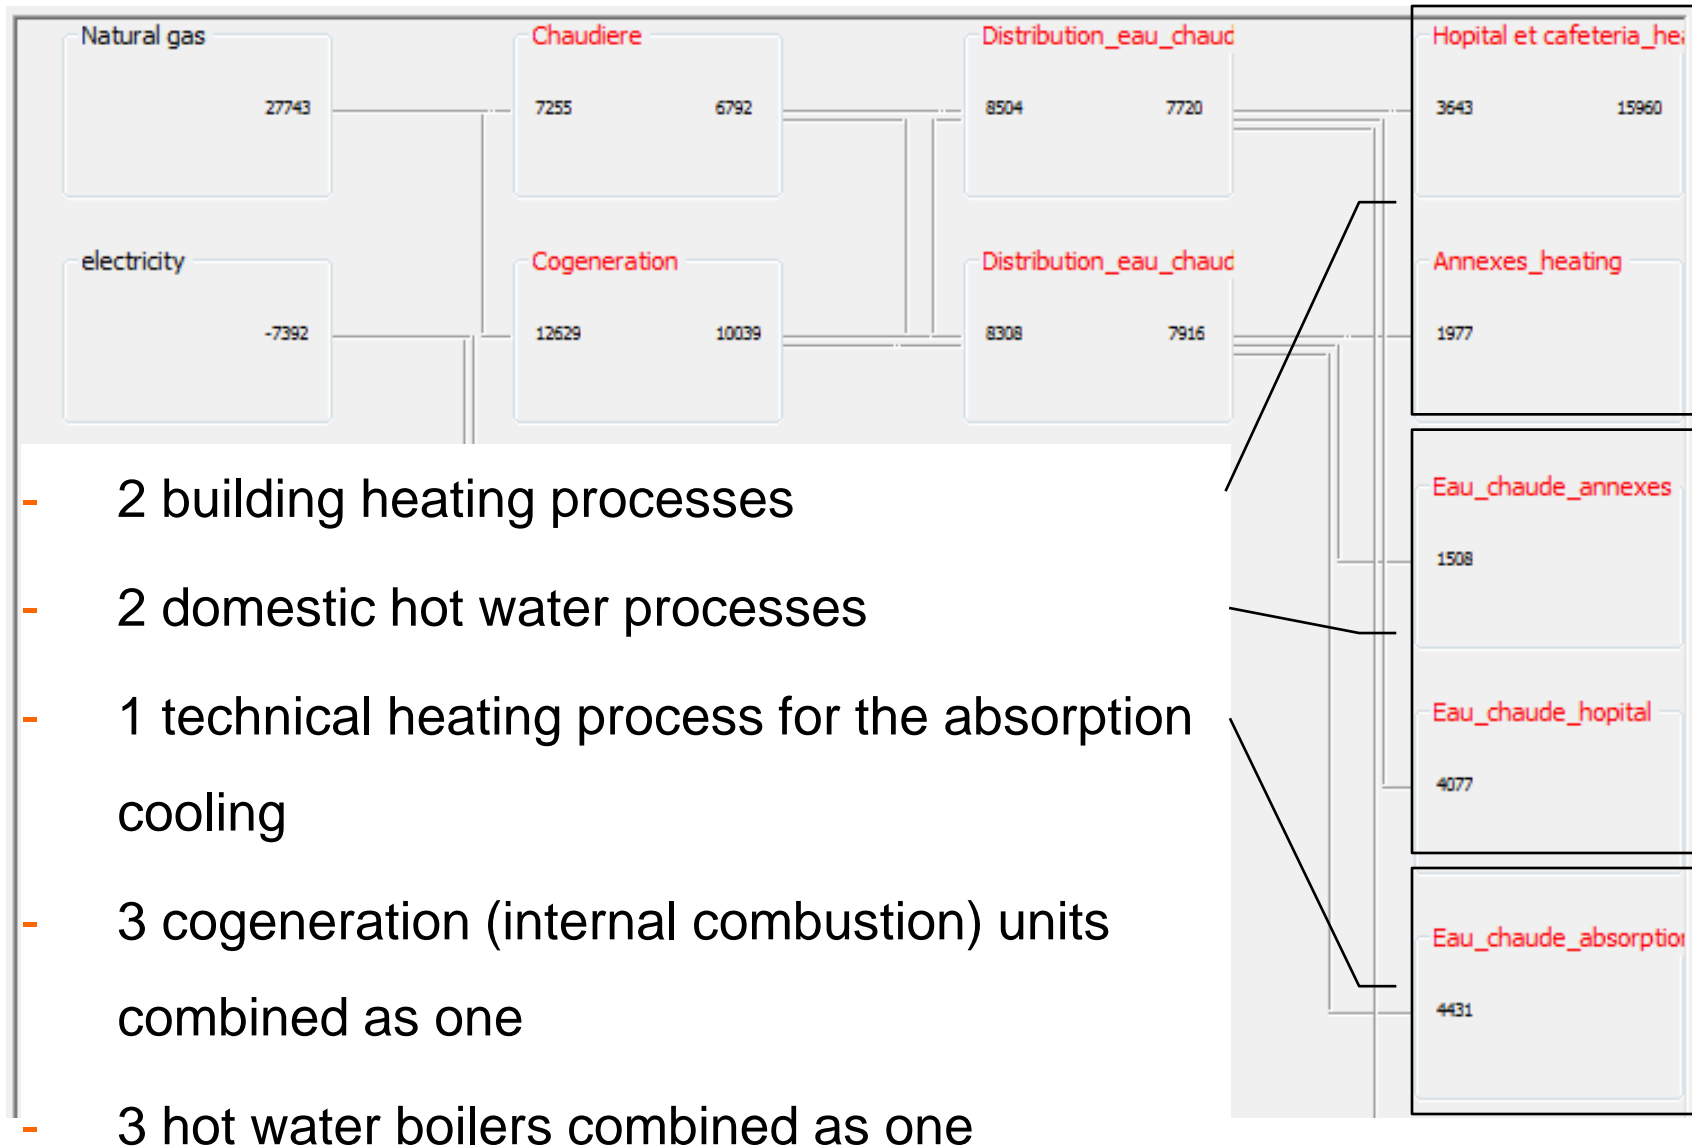 Natural gas
27743
Chaudiere
7255 6792
Distribution_eau_chaud
8504 7720
Hopital et cafeteria_hea
3643 15960
electricity
-7392
Cogeneration
12629 10039
Distribution_eau_chaud
8308 7916
Annexes_heating
1977
Eau_chaude_annexes
1508
Eau_chaude_hopital
4077
Eau_chaude_absorption
4431
- 2 building heating processes
- 2 domestic hot water processes
- 1 technical heating process for the absorption
cooling
- 3 cogeneration (internal combustion) units
combined as one
- 3 hot water boilers combined as one